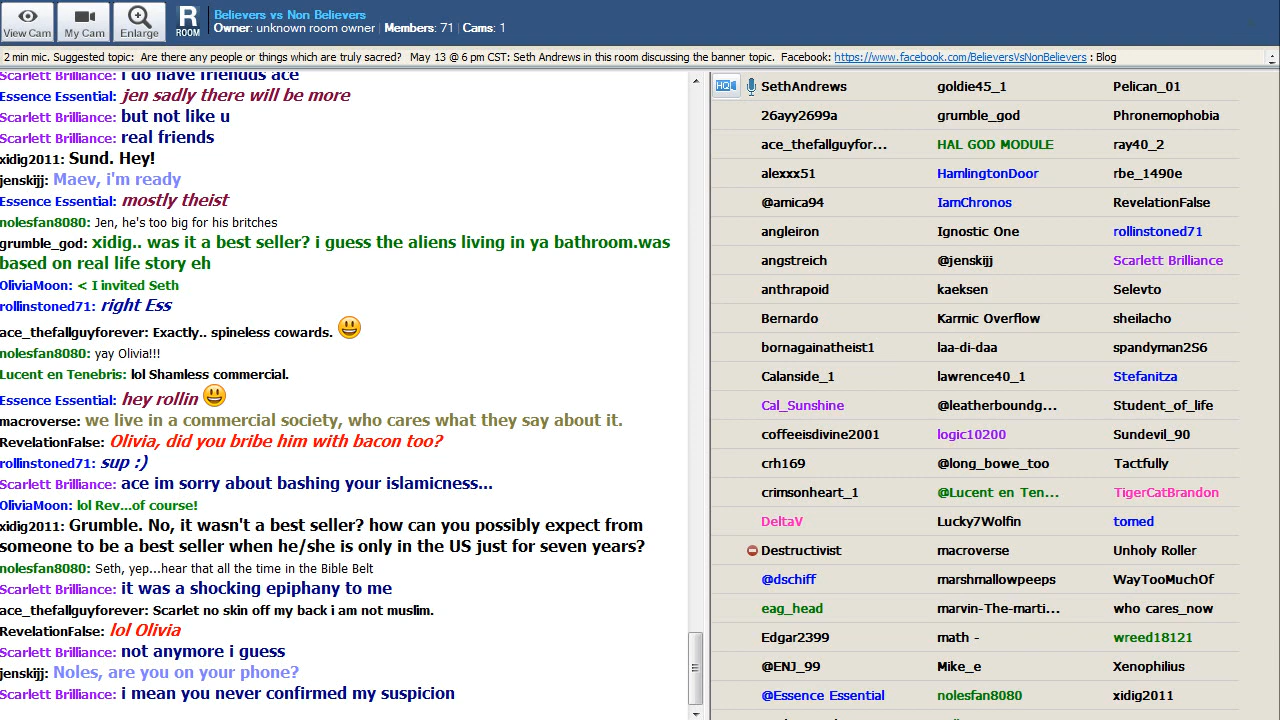 Believers vs Non Believers
Owner: unknown room owner | Members: 71 | Cams: 1
View Cam
My Cam
Enlarge
R
ROOM
2 min mic. Suggested topic: Are there any people or things which are truly sacred? May 13 @ 6 pm CST: Seth Andrews in this room discussing the banner topic. Facebook: https://www.facebook.com/BelieversVsNonBelievers : Blog
Scarlett Brilliance: i do have friendds ace
Essence Essential: jen sadly there will be more
Scarlett Brilliance: but not like u
Scarlett Brilliance: real friends
xidig2011: Sund. Hey!
jenskijj: Maev, i'm ready
Essence Essential: mostly theist
nolesfan8080: Jen, he's too big for his britches
grumble_god: xidig.. was it a best seller? i guess the aliens living in ya bathroom.was
based on real life story eh
OliviaMoon: < I invited Seth
rollinstoned71: right Ess
ace_thefallguyforever: Exactly.. spineless cowards.
nolesfan8080: yay Olivia!!!
Lucent en Tenebris: lol Shamless commercial.
Essence Essential: hey rollin
macroverse: we live in a commercial society, who cares what they say about it.
RevelationFalse: Olivia, did you bribe him with bacon too?
rollinstoned71: sup :)
Scarlett Brilliance: ace im sorry about bashing your islamicness...
OliviaMoon: lol Rev...of course!
xidig2011: Grumble. No, it wasn't a best seller? how can you possibly expect from
someone to be a best seller when he/she is only in the US just for seven years?
nolesfan8080: Seth, yep...hear that all the time in the Bible Belt
Scarlett Brilliance: it was a shocking epiphany to me
ace_thefallguyforever: Scarlet no skin off my back i am not muslim.
RevelationFalse: lol Olivia
Scarlett Brilliance: not anymore i guess
jenskijj: Noles, are you on your phone?
Scarlett Brilliance: i mean you never confirmed my suspicion
HQ
SethAndrews goldie45_1 Pelican_01
26ayy2699a grumble_god Phronemophobia
ace_thefallguyfor... HAL GOD MODULE ray40_2
alexxx51 HamlingtonDoor rbe_1490e
@amica94 IamChronos RevelationFalse
angleiron Ignostic One rollinstoned71
angstreich @jenskijj Scarlett Brilliance
anthrapoid kaeksen Selevto
Bernardo Karmic Overflow sheilacho
bornagainatheist1 laa-di-daa spandyman2S6
Calanside_1 lawrence40_1 Stefanitza
Cal_Sunshine @leatherboundg... Student_of_life
coffeeisdivine2001 logic10200 Sundevil_90
crh169 @long_bowe_too Tactfully
crimsonheart_1 @Lucent en Ten... TigerCatBrandon
DeltaV Lucky7Wolfin tomed
Destructivist macroverse Unholy Roller
@dschiff marshmallowpeeps WayTooMuchOf
eag_head marvin-The-marti... who cares_now
Edgar2399 math - wreed18121
@ENJ_99 Mike_e Xenophilius
@Essence Essential nolesfan8080 xidig2011